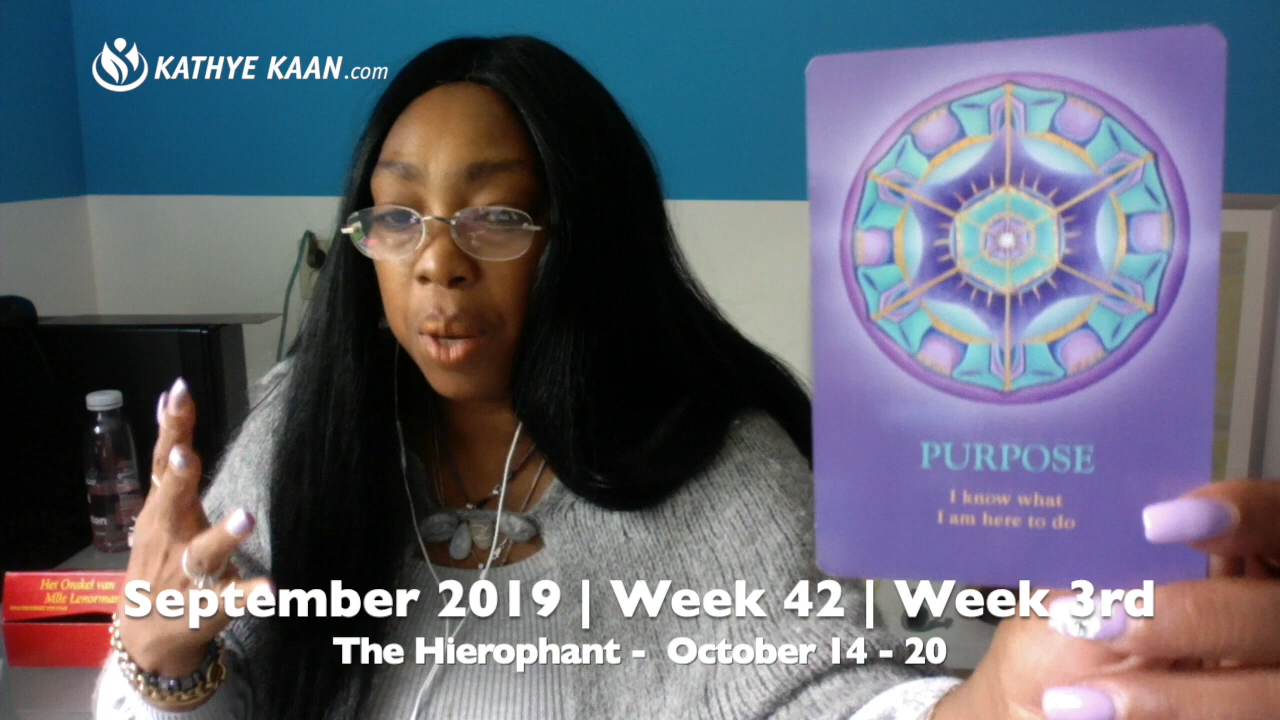 KATHYE KAAN.com
PURPOSE
I know what
I am here to do
Het Orakel van
Mlle Lenorman
September 2019 | Week 42 | Week 3rd
The Hierophant - October 14 - 20